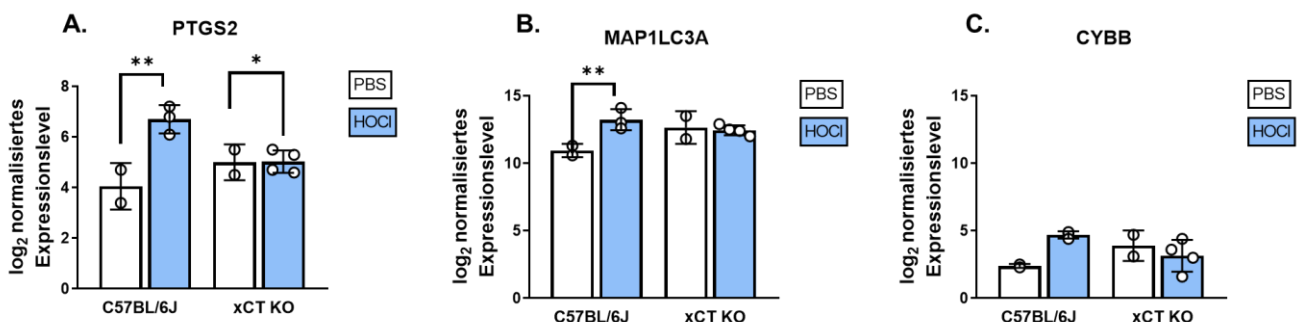 A.
PTGS2
**
*
PBS
HOCl
log₂ normalisiertes
Expressionslevel
8
6
4
2
0
C57BL/6J
xCT KO
B.
MAP1LC3A
**
PBS
HOCl
log₂ normalisiertes
Expressionslevel
15
10
5
0
C57BL/6J
xCT KO
C.
CYBB
PBS
HOCl
log₂ normalisiertes
Expressionslevel
15
10
5
0
C57BL/6J
xCT KO